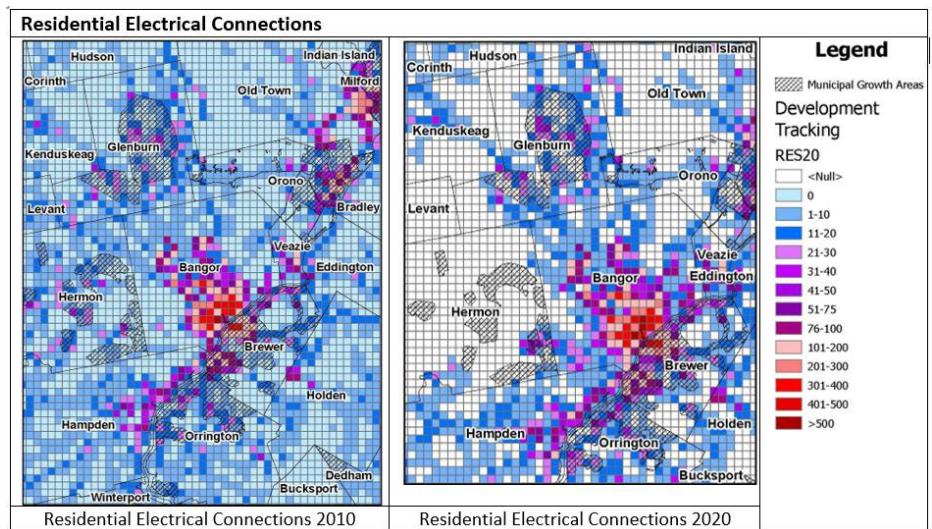 Residential Electrical Connections
Hudson
Indian Island
Corinth
Milford
Old Town
Glenburn
Kenduskeag
Orono
Levant
Bradley
Veazie
Bangor
Eddington
Hermon
Brewer
Holden
Hampden
Orrington
Dedham
Bucksport
Winterport
Residential Electrical Connections 2010
Indian Island
Hudson
Corinth
Old Town
Kenduskeag
Glenburn
Orono
Levant
Veazie
Bangor
Eddington
Hermon
Brewer
Holden
Hampden
Orrington
Bucksport
Residential Electrical Connections 2020
Legend
Municipal Growth Areas
Development
Tracking
RES20
<Null>
0
1-10
11-20
21-30
31-40
41-50
51-75
76-100
101-200
201-300
301-400
401-500
>500